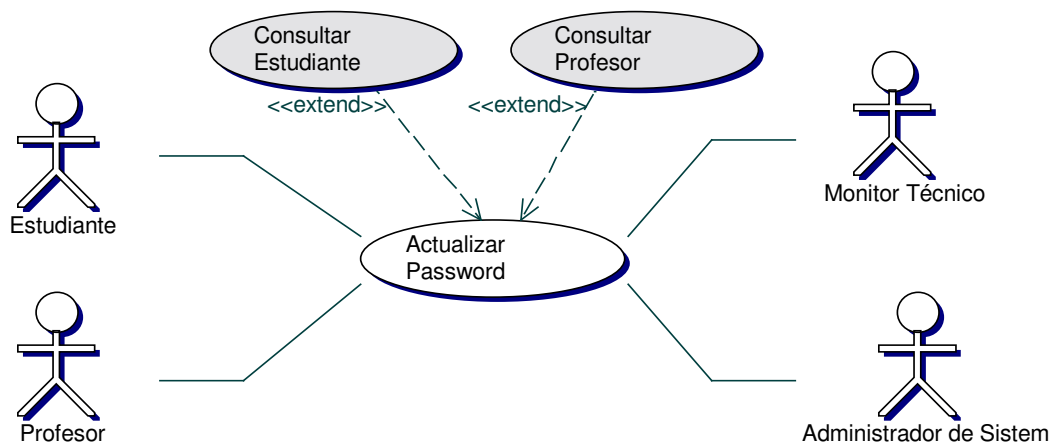 Consultar
Estudiante
Consultar
Profesor
<<extend>>
<<extend>>
Estudiante
Monitor Técnico
Actualizar
Password
Profesor
Administrador de Sistem